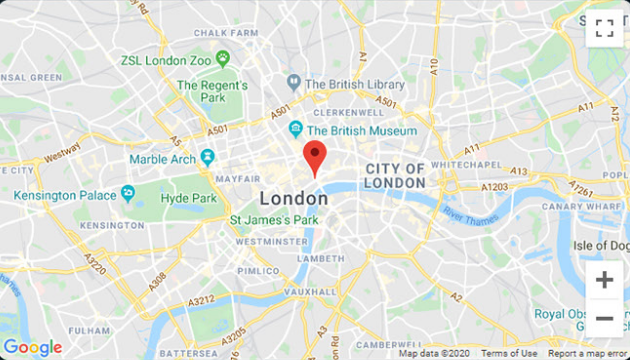 CHALK FARM
ZSL London Zoo
The Regent's
Park
The British Library
A501
CLERKENWELL
A10
A11
A501
The British Museum
A5
Westway
Marble Arch
MAYFAIR
CITY OF
LONDON
WHITECHAPEL
A13
A1203
Kensington Palace
Hyde Park
London
St James's Park
River Thames
CANARY WHARF
KENSINGTON
WESTMINSTER
Isle of Dog
LAMBETH
PIMLICO
A3220
A308
A3212
VAUXHALL
A2
FULHAM
A3205
CAMBERWELL
BATTERSEA
Royal Obs
Greenw
Google
Map data ©2020
Terms of Use
Report a map error